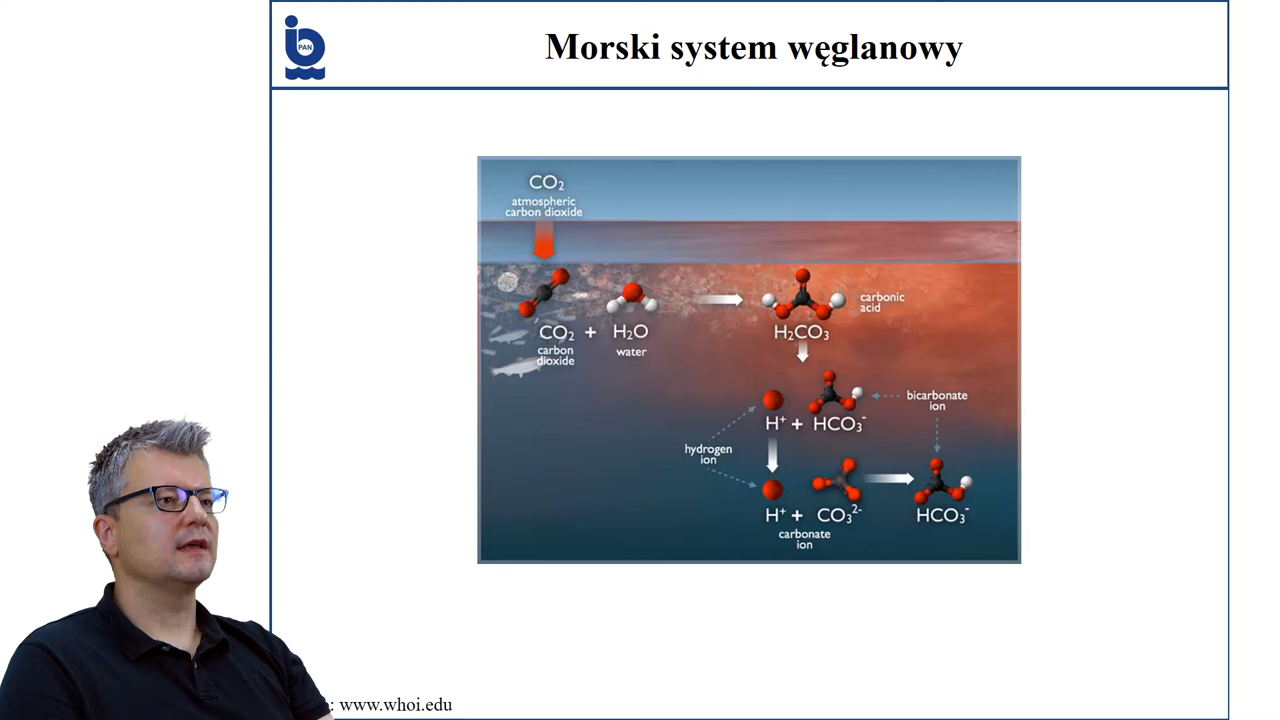 PAN
Morski system węglanowy
CO₂
atmospheric
carbon dioxide
CO₂ + H₂O
carbon
dioxide
water
H₂CO₃
carbonic
acid
H⁺ + HCO₃⁻
bicarbonate
ion
hydrogen
ion
H⁺ + CO₃²⁻
carbonate
ion
HCO₃⁻
: www.whoi.edu